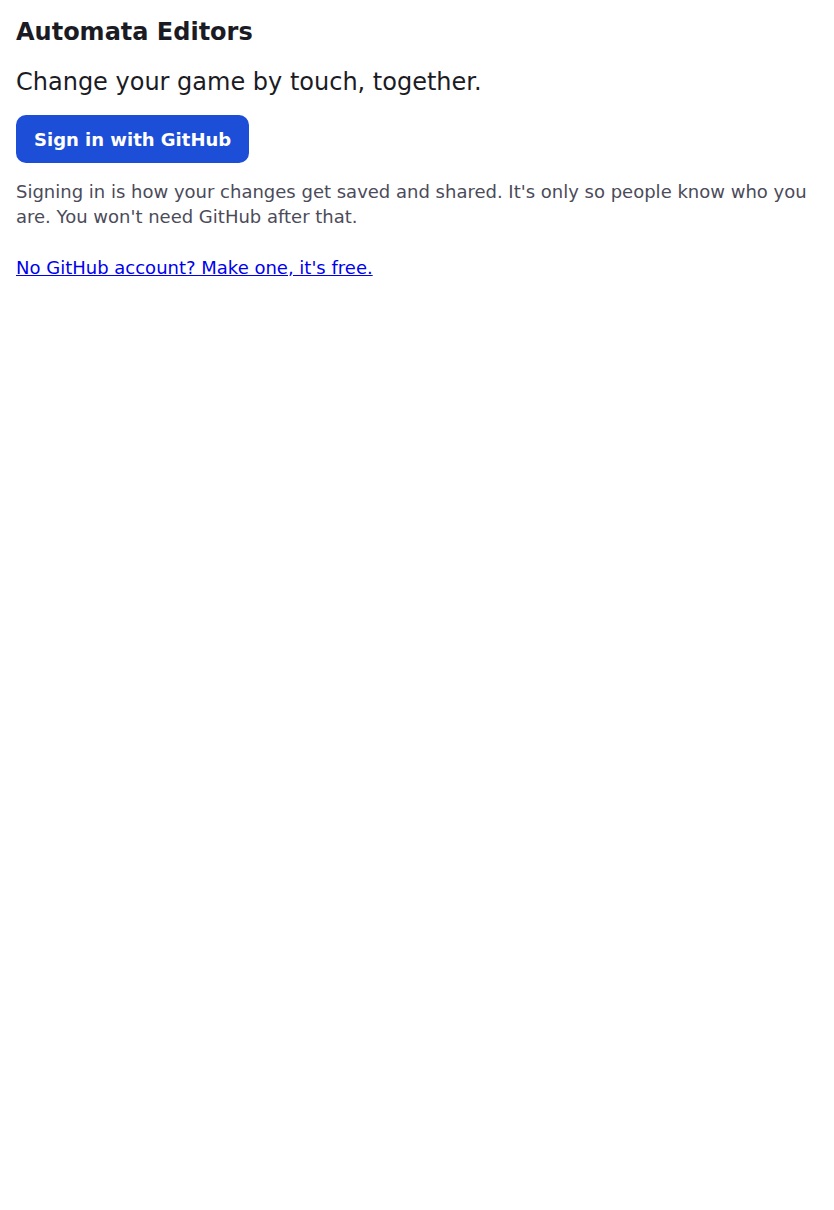 Automata Editors
Change your game by touch, together.
Sign in with GitHub
Signing in is how your changes get saved and shared. It's only so people know who you
are. You won't need GitHub after that.
No GitHub account? Make one, it's free.